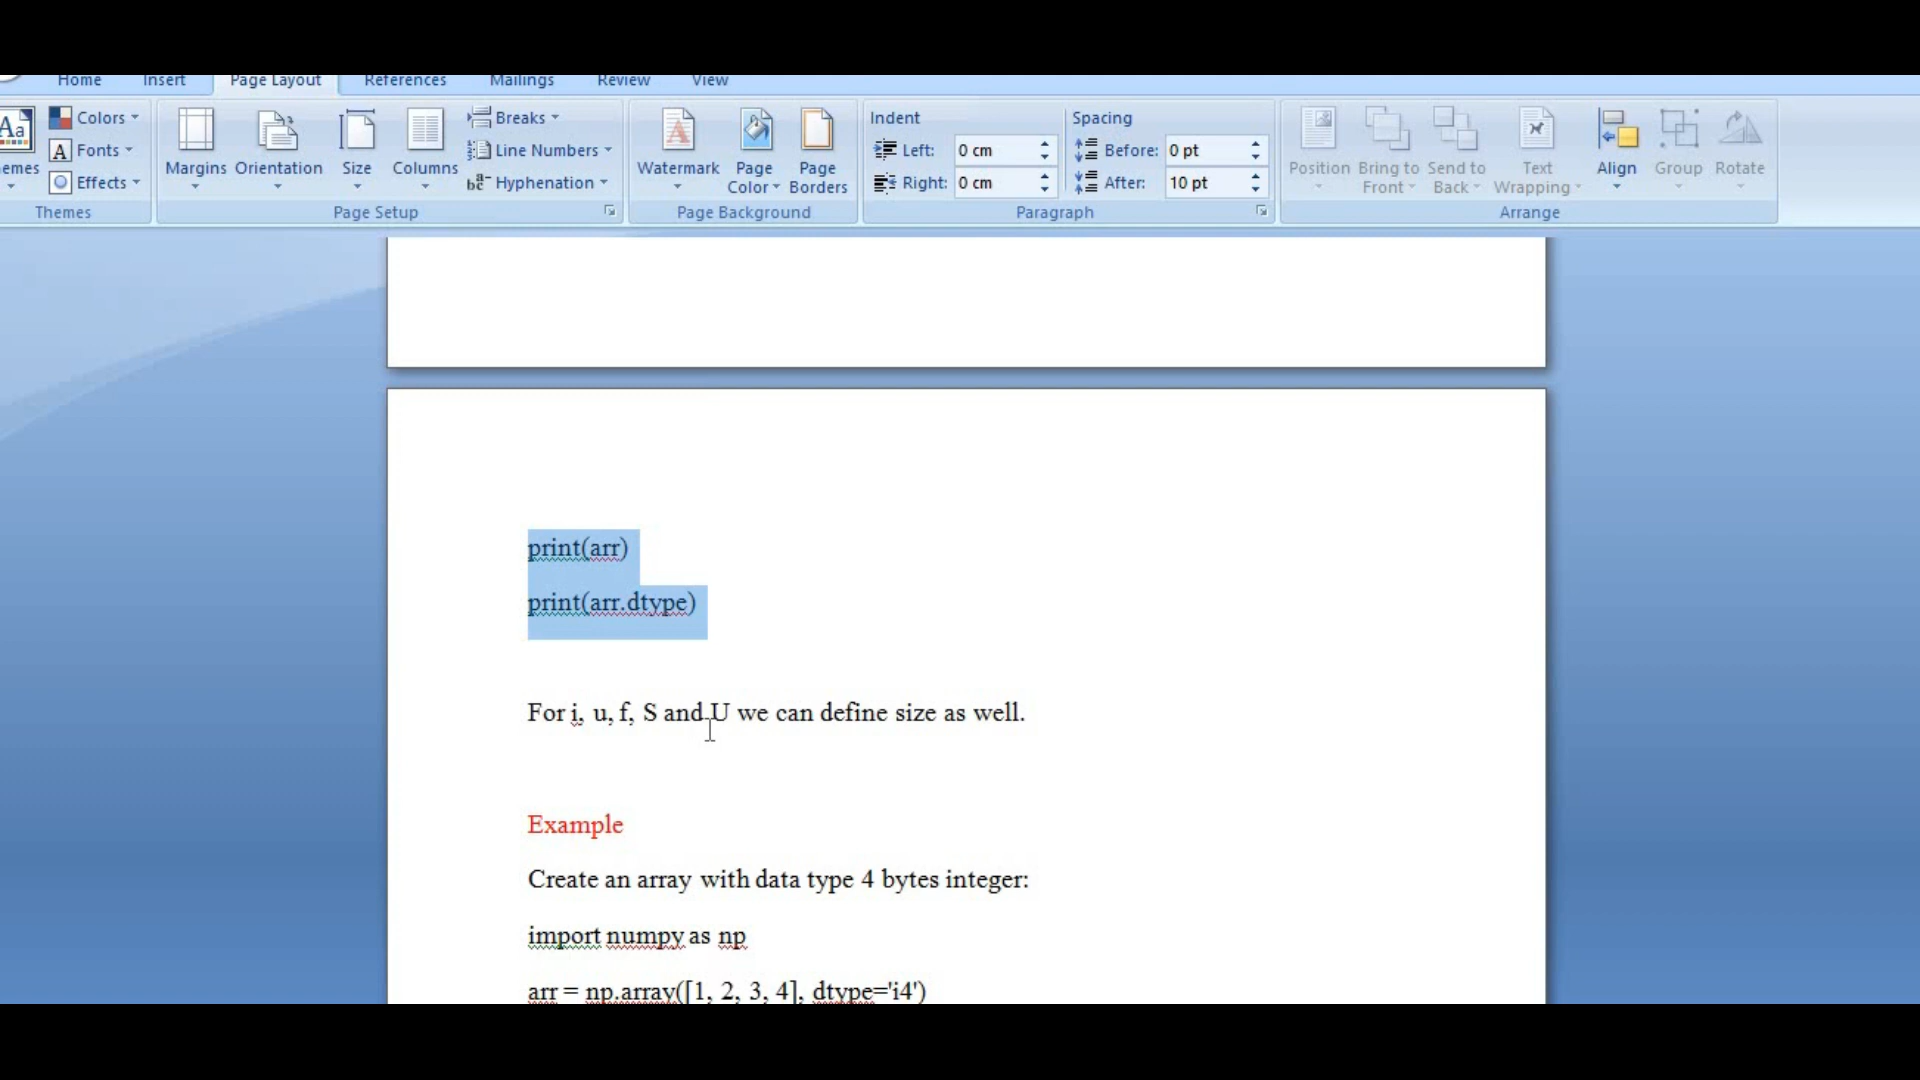 Home Insert Page Layout References Mailings Review View
Colors
Fonts
Effects
Themes
Margins Orientation Size Columns
Breaks
Line Numbers
Hyphenation
Page Setup
Watermark Page Color Page Borders
Page Background
Indent
Left: 0 cm
Right: 0 cm
Spacing
Before: 0 pt
After: 10 pt
Paragraph
Position Bring to Front Send to Back Text Wrapping Align Group Rotate
Arrange
print(arr)
print(arr.dtype)
For i, u, f, S and U we can define size as well.
Example
Create an array with data type 4 bytes integer:
import numpy as np
arr = np.array([1, 2, 3, 4], dtype='i4')